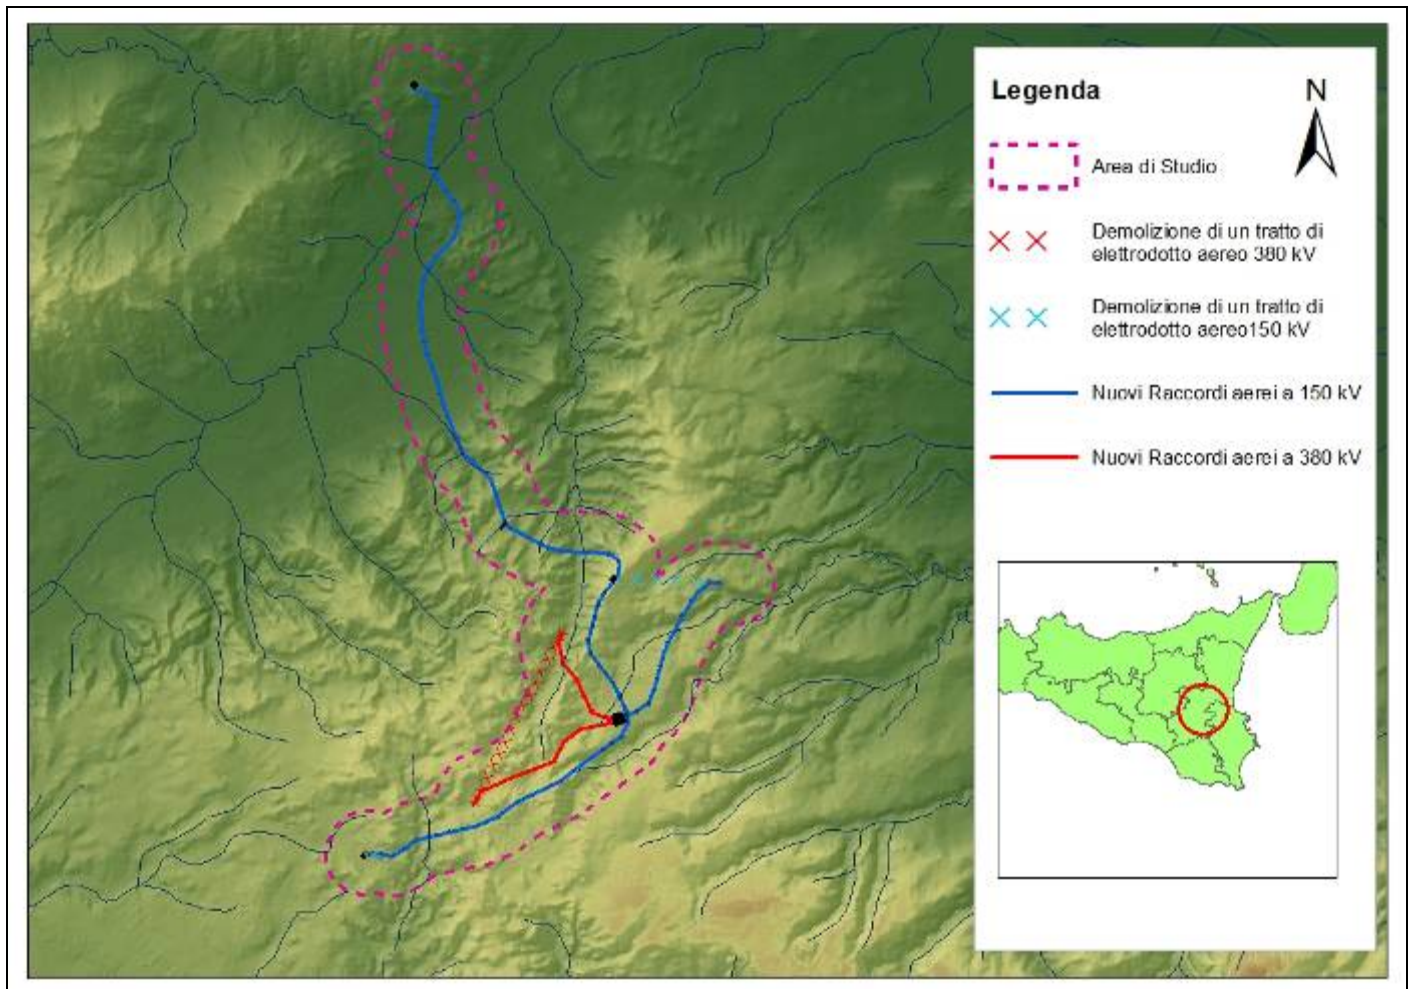 Legenda
N
Area di Studio
Demolizione di un tratto di
elettrodotto aereo 380 kV
Demolizione di un tratto di
elettrodotto aereo150 kV
Nuovi Raccordi aerei a 150 kV
Nuovi Raccordi aerei a 380 kV